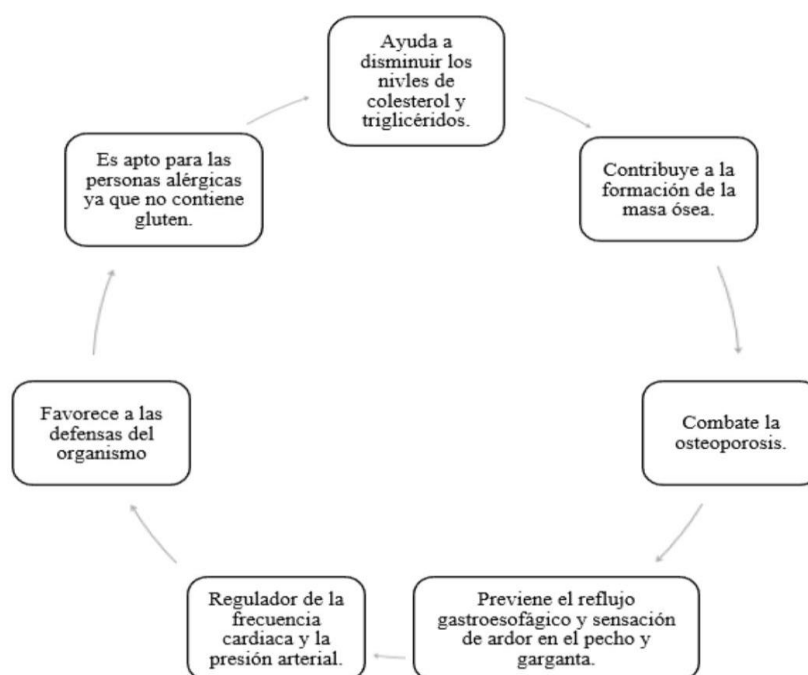 Ayuda a
disminuir los
nivles de
colesterol y
triglicéridos.
Contribuye a la
formación de la
masa ósea.
Combate la
osteoporosis.
Previene el reflujo
gastroesofágico y sensación
de ardor en el pecho y
garganta.
Regulador de la
frecuencia
cardiaca y la
presión arterial.
Favorece a las
defensas del
organismo
Es apto para las
personas alérgicas
ya que no contiene
gluten.